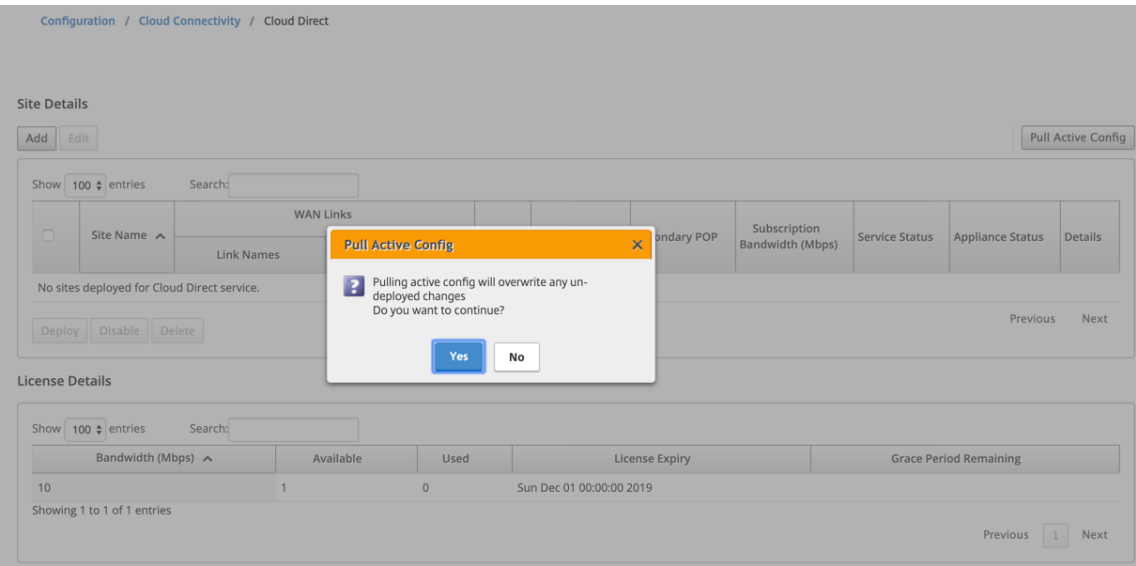 Configuration / Cloud Connectivity / Cloud Direct
Site Details
Add Edit Pull Active Config
Show 100 entries Search:
WAN Links
Site Name
Link Names
POP
Subscription
Bandwidth (Mbps)
Service Status
Appliance Status
Details
No sites deployed for Cloud Direct service.
Previous Next
Deploy Disable Delete
Pull Active Config
Pulling active config will overwrite any un-
deployed changes
Do you want to continue?
Yes No
License Details
Show 100 entries Search:
Bandwidth (Mbps) Available Used License Expiry Grace Period Remaining
10 1 0 Sun Dec 01 00:00:00 2019
Showing 1 to 1 of 1 entries
Previous 1 Next